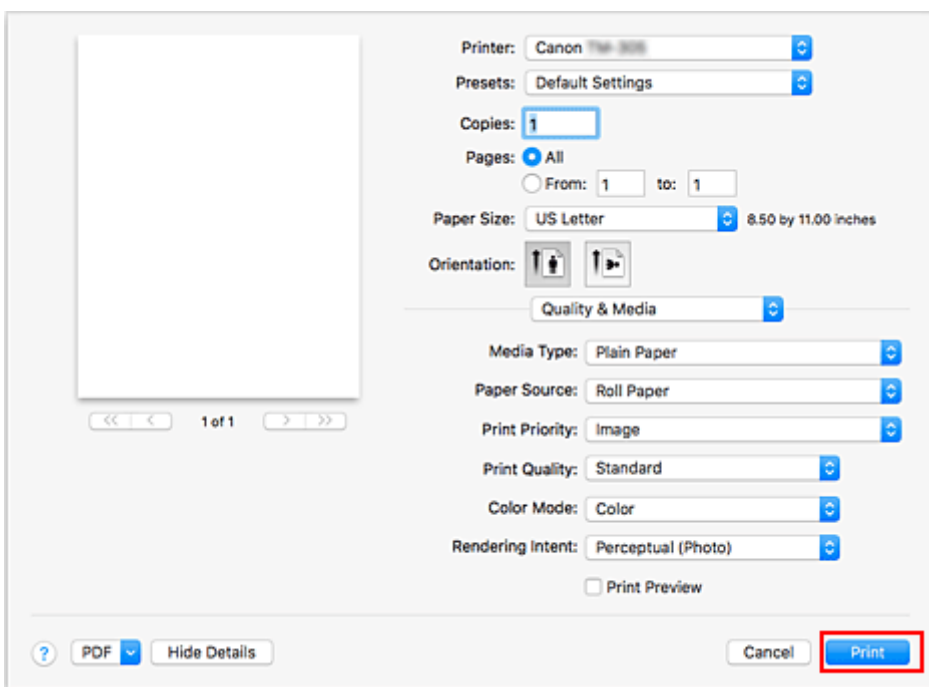 Printer: Canon
Presets: Default Settings
Copies: 1
Pages: All
From: 1 to: 1
Paper Size: US Letter 8.50 by 11.00 inches
Orientation:
Quality & Media
Media Type: Plain Paper
Paper Source: Roll Paper
<< < 1 of 1 > >>
Print Priority: Image
Print Quality: Standard
Color Mode: Color
Rendering Intent: Perceptual (Photo)
Print Preview
? PDF Hide Details Cancel Print